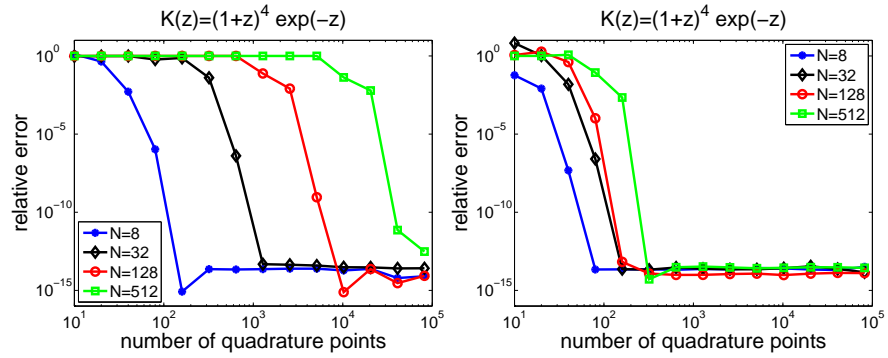 K(z)=(1+z)^4 exp(−z)
relative error
10^0
10^−5
10^−10
10^−15
N=8
N=32
N=128
N=512
10^1
10^2
10^3
10^4
10^5
number of quadrature points
K(z)=(1+z)^4 exp(−z)
relative error
10^0
10^−5
10^−10
10^−15
N=8
N=32
N=128
N=512
10^1
10^2
10^3
10^4
10^5
number of quadrature points